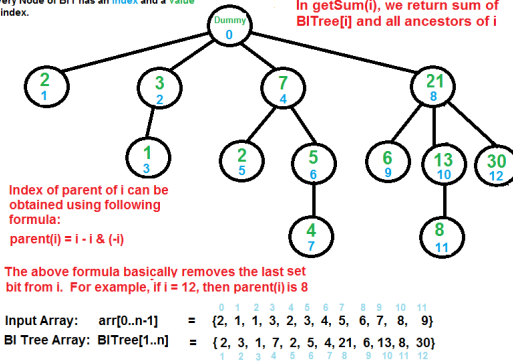 very Node of BIT has an Index and a Value
index.
In getSum(i), we return sum of
BITree[i] and all ancestors of i
Dummy
0
2
1
3
2
7
4
21
8
1
3
2
5
5
6
6
9
13
10
30
12
4
7
8
11
Index of parent of i can be
obtained using following
formula:
parent(i) = i - i & (-i)
The above formula basically removes the last set
bit from i. For example, if i = 12, then parent(i) is 8
0 1 2 3 4 5 6 7 8 9 10 11
Input Array: arr[0..n-1] = {2, 1, 1, 3, 2, 3, 4, 5, 6, 7, 8, 9}
BI Tree Array: BITree[1..n] = {2, 3, 1, 7, 2, 5, 4, 21, 6, 13, 8, 30}
1 2 3 4 5 6 7 8 9 10 11 12